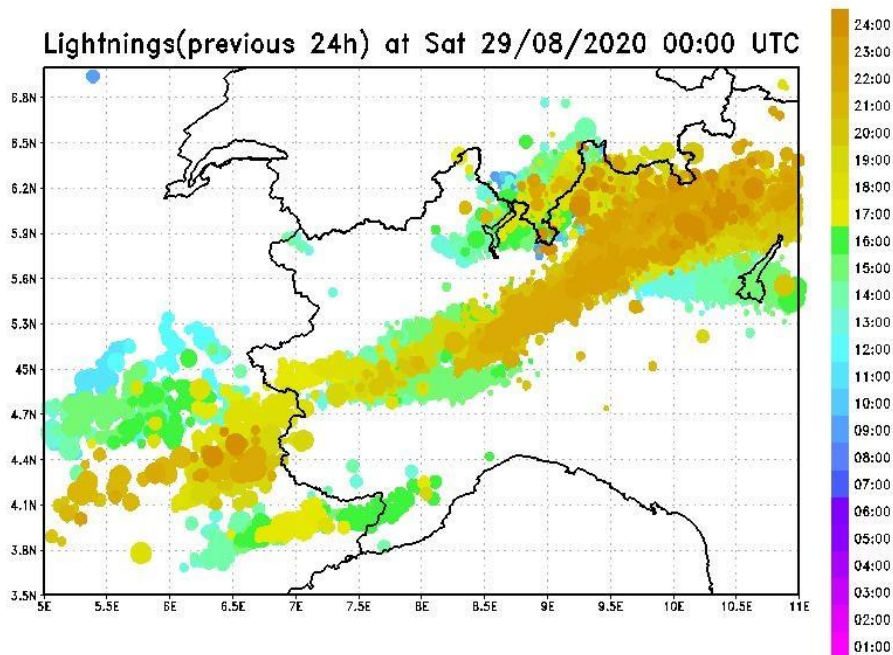 Lightnings(previous 24h) at Sat 29/08/2020 00:00 UTC
6.8N
6.5N
6.2N
5.9N
5.6N
5.3N
45N
4.7N
4.4N
4.1N
3.8N
3.5N
5E 5.5E 6E 6.5E 7E 7.5E 8E 8.5E 9E 9.5E 10E 10.5E 11E
24:00
23:00
22:00
21:00
20:00
19:00
18:00
17:00
16:00
15:00
14:00
13:00
12:00
11:00
10:00
09:00
08:00
07:00
06:00
05:00
04:00
03:00
02:00
01:00